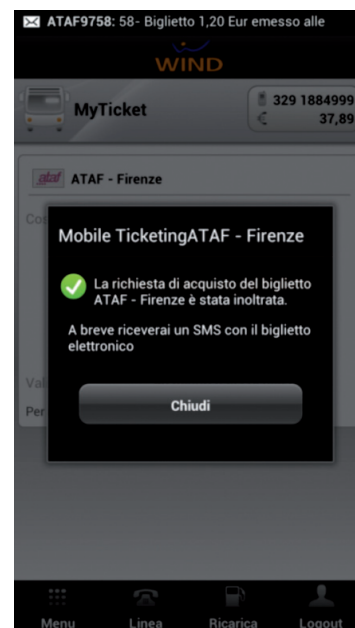 ATAF9758: 58- Biglietto 1,20 Eur emesso alle
WIND
MyTicket
329 1884999
€ 37,89
ataf ATAF - Firenze
Mobile TicketingATAF - Firenze
La richiesta di acquisto del biglietto
ATAF - Firenze è stata inoltrata.
A breve riceverai un SMS con il biglietto
elettronico
Chiudi
Per
Menu Linea Ricarica Logout